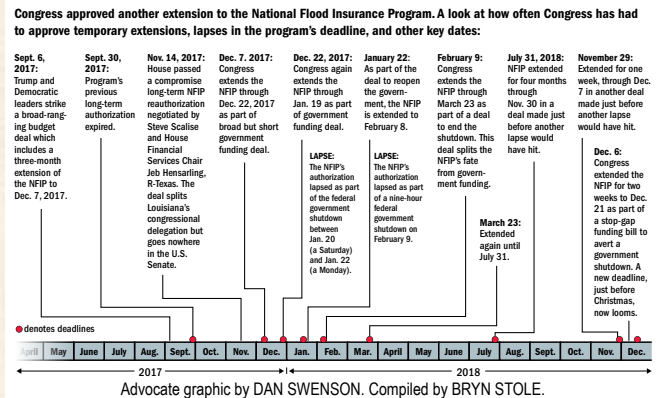 Congress approved another extension to the National Flood Insurance Program. A look at how often Congress has had
to approve temporary extensions, lapses in the program's deadline, and other key dates:
Sept. 6,
2017:
Trump and
Democratic
leaders strike
a broad-rang-
ing budget
deal which
includes a
three-month
extension of
the NFIP to
Dec. 7, 2017.
Sept. 30,
2017:
Program's
previous
long-term
authorization
expired.
Nov. 14, 2017:
House passed
a compromise
long-term NFIP
reauthorization
negotiated by
Steve Scalise
and House
Financial
Services Chair
Jeb Hensarling,
R-Texas. The
deal splits
Louisiana's
congressional
delegation but
goes nowhere
in the U.S.
Senate.
Dec. 7. 2017:
Congress
extends the
NFIP through
Dec. 22, 2017
as part of
broad but short
government
funding deal.
Dec. 22, 2017:
Congress again
extends the
NFIP through
Jan. 19 as part
of government
funding deal.
LAPSE:
The NFIP's
authorization
lapsed as part
of the federal
government
shutdown
between
Jan. 20
(a Saturday)
and Jan. 22
(a Monday).
January 22:
As part of
the deal
to reopen
the govern-
ment, the NFIP
is extended to
February 8.
LAPSE:
The NFIP's
authorization
lapsed as part
of a nine-hour
federal
government
shutdown on
February 9.
February 9:
Congress
extends the
NFIP through
March 23 as
part of a deal
to end the
shutdown. This
deal splits the
NFIP's fate
from govern-
ment funding.
March 23:
Extended
again until
July 31.
July 31, 2018:
NFIP extended
for four months
through
Nov. 30 in a
deal made just
before another
lapse would
have hit.
November 29:
Extended for one
week, through Dec.
7 in another deal
made just before
another lapse
would have hit.
Dec. 6:
Congress
extended the
NFIP for two
weeks to Dec.
21 as part of
a stop-gap
funding bill to
avert a
government
shutdown. A
new deadline,
just before
Christmas,
now looms.
denotes deadlines
April May June July Aug. Sept. Oct. Nov. Dec. Jan. Feb. Mar. April May June July Aug. Sept. Oct. Nov. Dec.
2017 2018
Advocate graphic by DAN SWENSON. Compiled by BRYN STOLE.